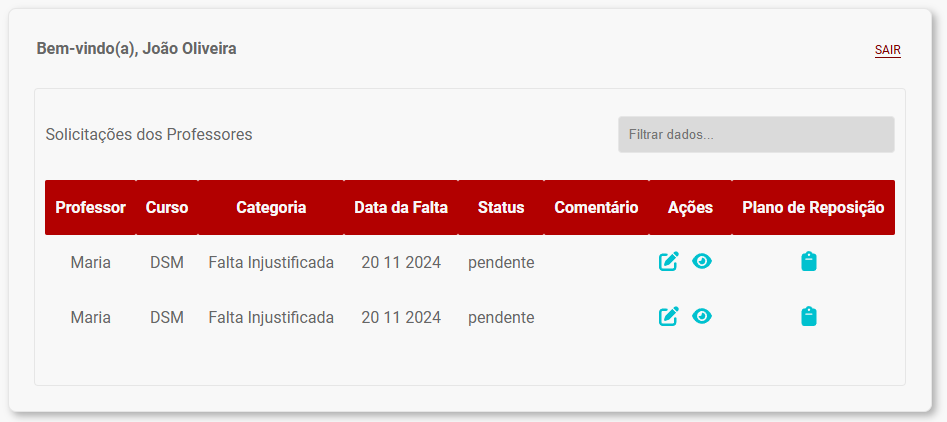 Bem-vindo(a), João Oliveira
SAIR
Solicitações dos Professores
Filtrar dados...
Professor Curso Categoria Data da Falta Status Comentário Ações Plano de Reposição
Maria DSM Falta Injustificada 20 11 2024 pendente
Maria DSM Falta Injustificada 20 11 2024 pendente